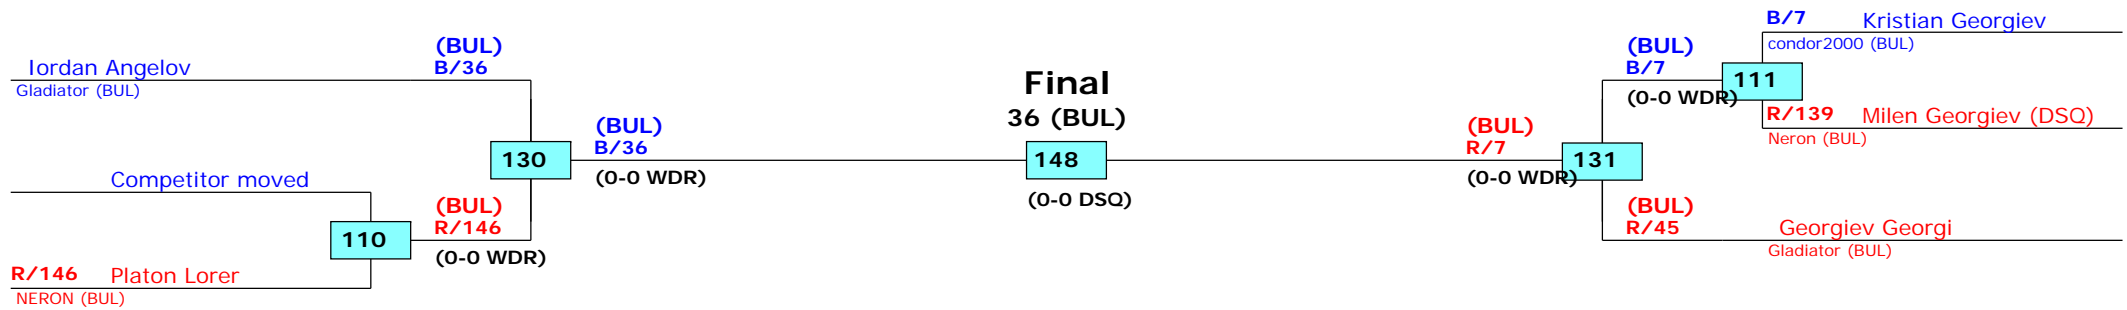 Iordan Angelov
Gladiator (BUL)
(BUL)
B/36
Competitor moved
110
R/146 Platon Lorer
NERON (BUL)
(BUL)
R/146
(0-0 WDR)
130
(BUL)
B/36
(0-0 WDR)
Final
36 (BUL)
148
(0-0 DSQ)
(BUL)
R/7
(0-0 WDR)
131
(BUL)
B/7
(0-0 WDR)
111
B/7 Kristian Georgiev
condor2000 (BUL)
R/139 Milen Georgiev (DSQ)
Neron (BUL)
(BUL)
R/45 Georgiev Georgi
Gladiator (BUL)